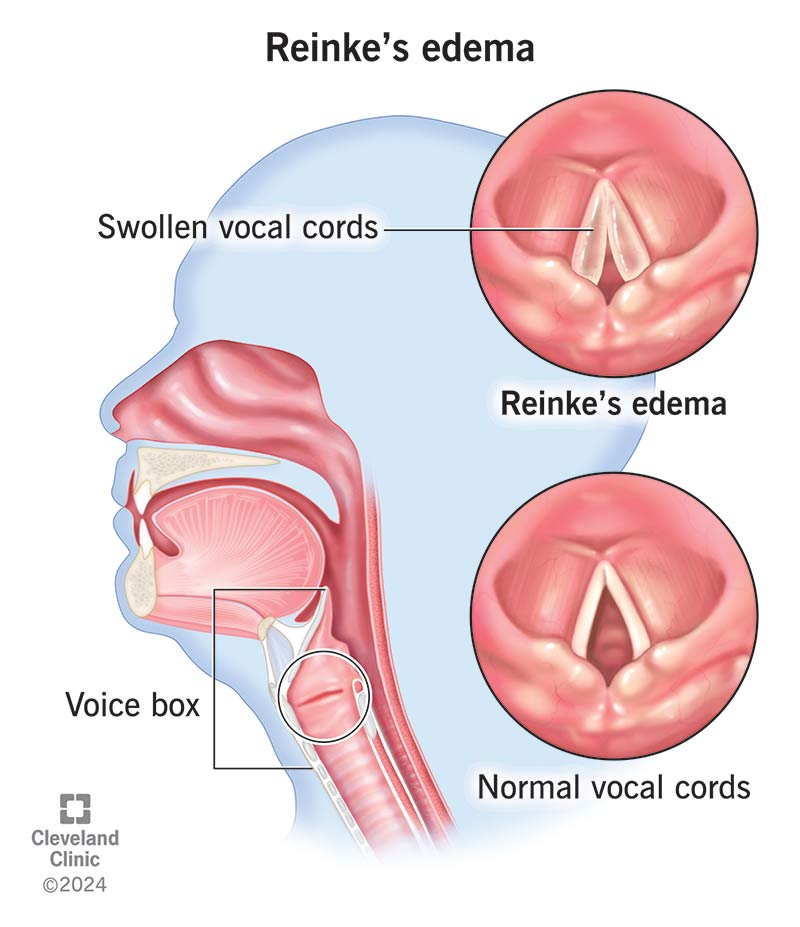 Reinke’s edema
Swollen vocal cords
Reinke’s edema
Voice box
Normal vocal cords
Cleveland
Clinic
©2024